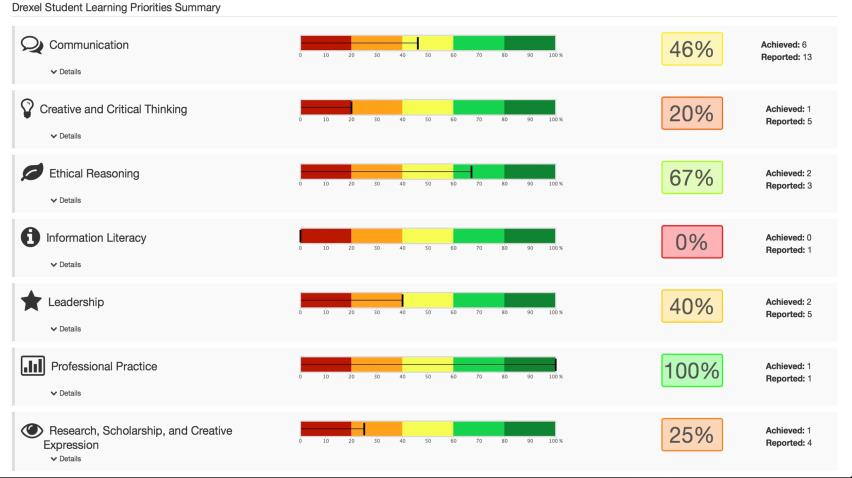 Drexel Student Learning Priorities Summary
Communication
Details
0 10 20 30 40 50 60 70 80 90 100 %
46%
Achieved: 6
Reported: 13
Creative and Critical Thinking
Details
0 10 20 30 40 50 60 70 80 90 100 %
20%
Achieved: 1
Reported: 5
Ethical Reasoning
Details
0 10 20 30 40 50 60 70 80 90 100 %
67%
Achieved: 2
Reported: 3
Information Literacy
Details
0 10 20 30 40 50 60 70 80 90 100 %
0%
Achieved: 0
Reported: 1
Leadership
Details
0 10 20 30 40 50 60 70 80 90 100 %
40%
Achieved: 2
Reported: 5
Professional Practice
Details
0 10 20 30 40 50 60 70 80 90 100 %
100%
Achieved: 1
Reported: 1
Research, Scholarship, and Creative
Expression
Details
0 10 20 30 40 50 60 70 80 90 100 %
25%
Achieved: 1
Reported: 4